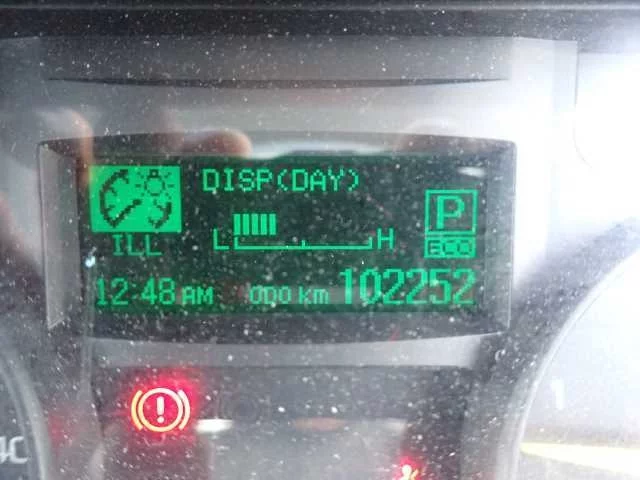 DISP(DAY)
P
ILL
L H
ECO
12:48 AM ODO km 102252